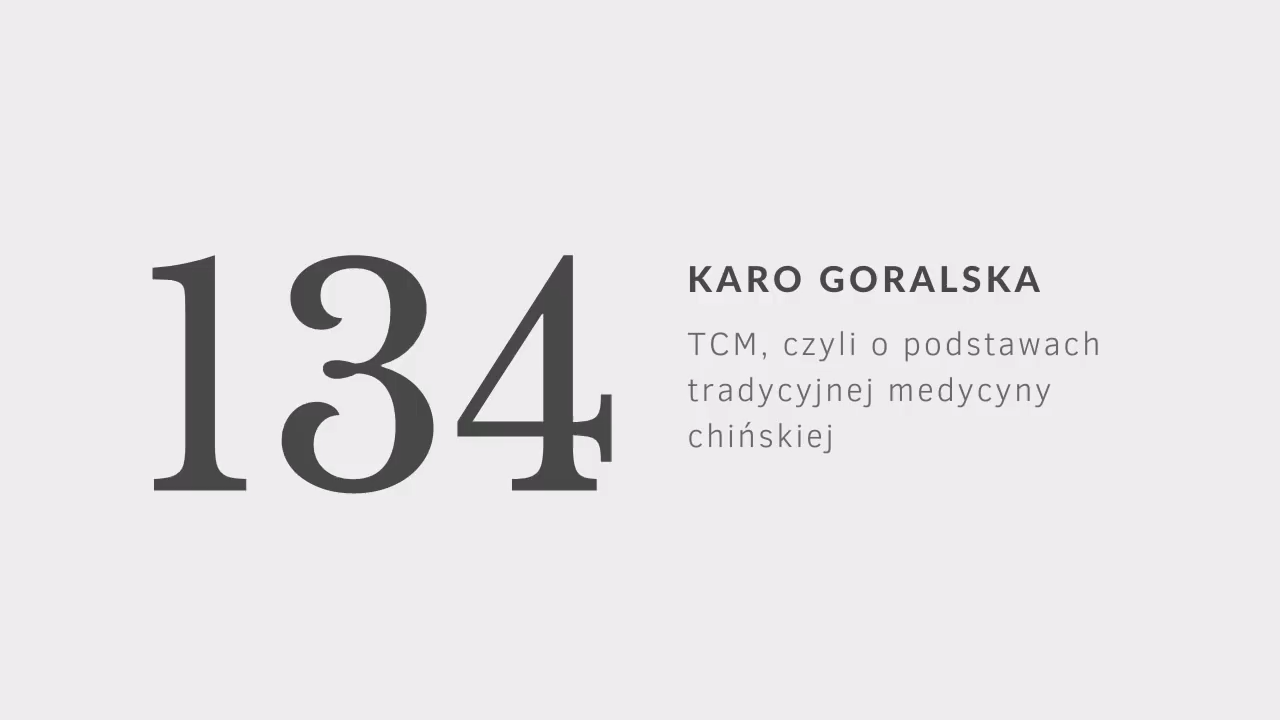 134
KARO GORALSKA
TCM, czyli o podstawach
tradycyjnej medycyny
chińskiej